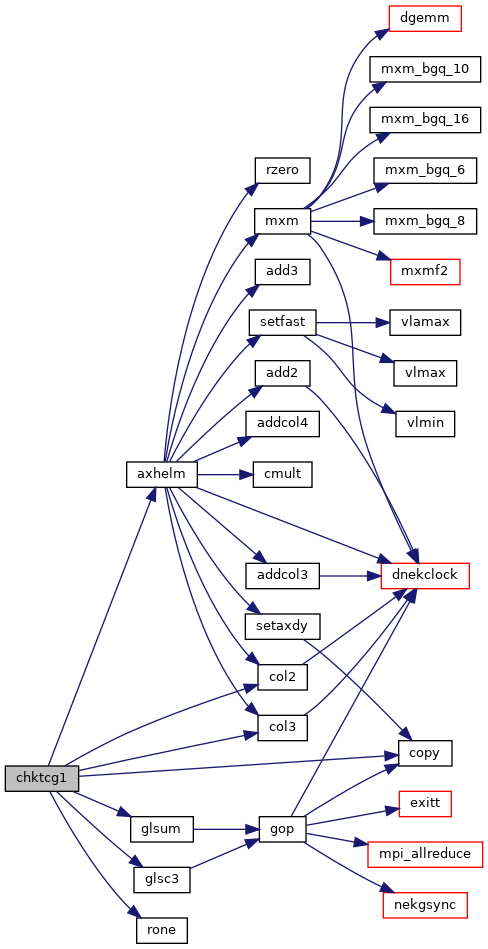 dgemm
mxm_bgq_10
mxm_bgq_16
rzero
mxm_bgq_6
mxm
mxm_bgq_8
add3
mxmf2
setfast
vlamax
add2
vlmax
addcol4
vlmin
axhelm
cmult
addcol3
dnekclock
setaxdy
col2
col3
copy
chktcg1
exitt
glsum
gop
mpi_allreduce
glsc3
nekgsync
rone